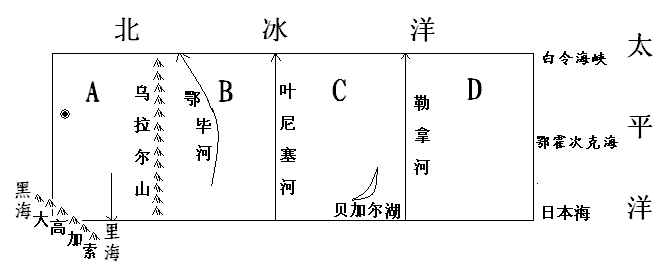 北 冰 洋
太平洋
白令海峡
A
乌拉尔山
鄂毕河
B
叶尼塞河
C
勒拿河
D
鄂霍次克海
黑海
大高加索
里海
贝加尔湖
日本海